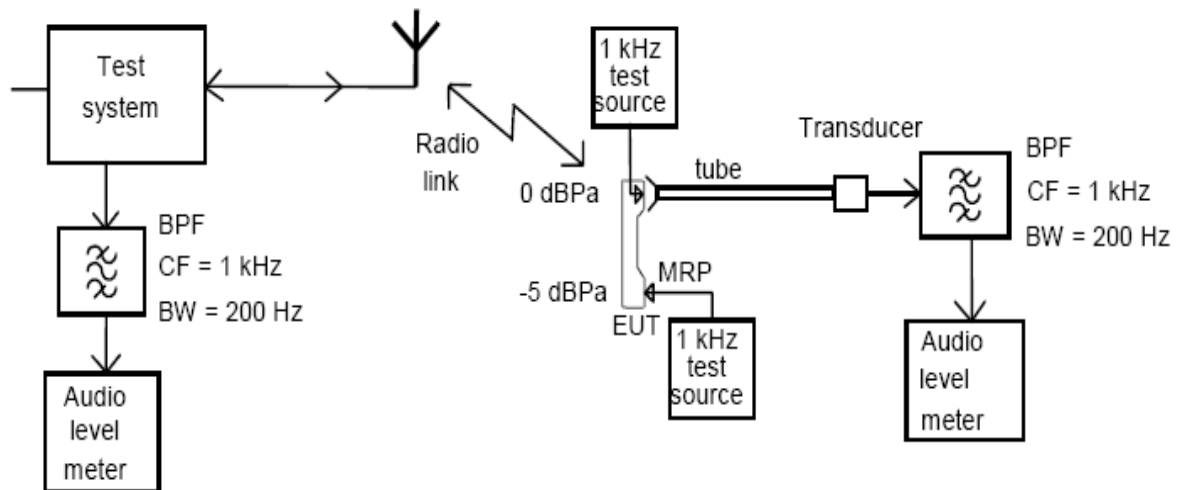 Test
system
BPF
CF = 1 kHz
BW = 200 Hz
Audio
level
meter
Radio
link
1 kHz
test
source
0 dBPa
-5 dBPa
MRP
EUT
1 kHz
test
source
tube
Transducer
BPF
CF = 1 kHz
BW = 200 Hz
Audio
level
meter